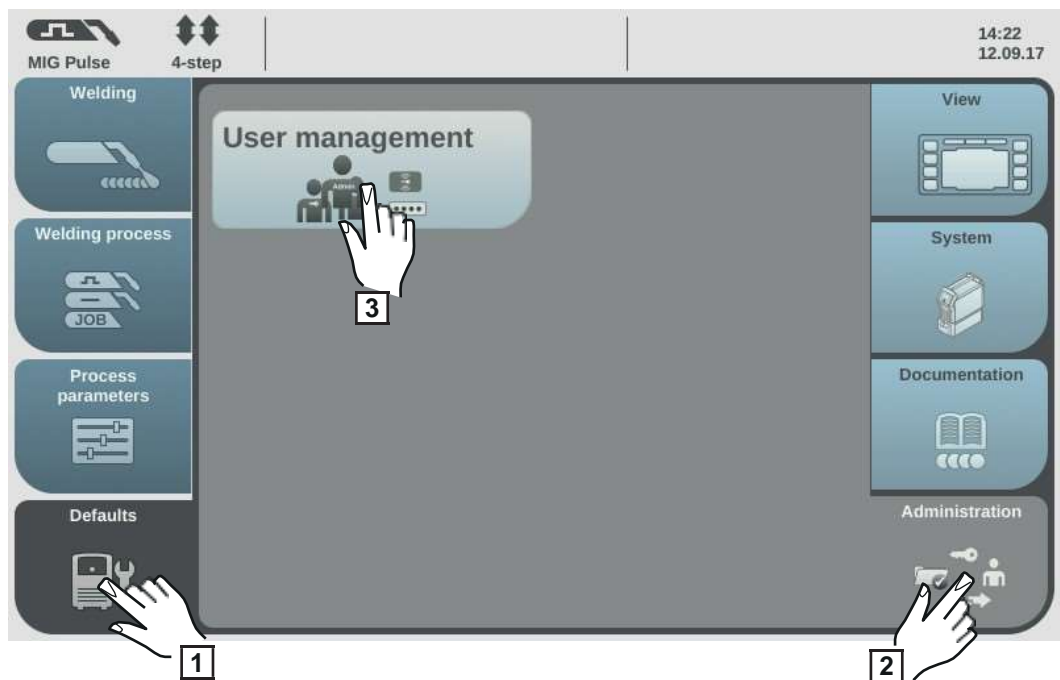 14:22
MIG Pulse 4-step 12.09.17
Welding
View
User management
Admin
Welding process
System
JOB
3
Process
parameters
Documentation
Defaults
Administration
1
2